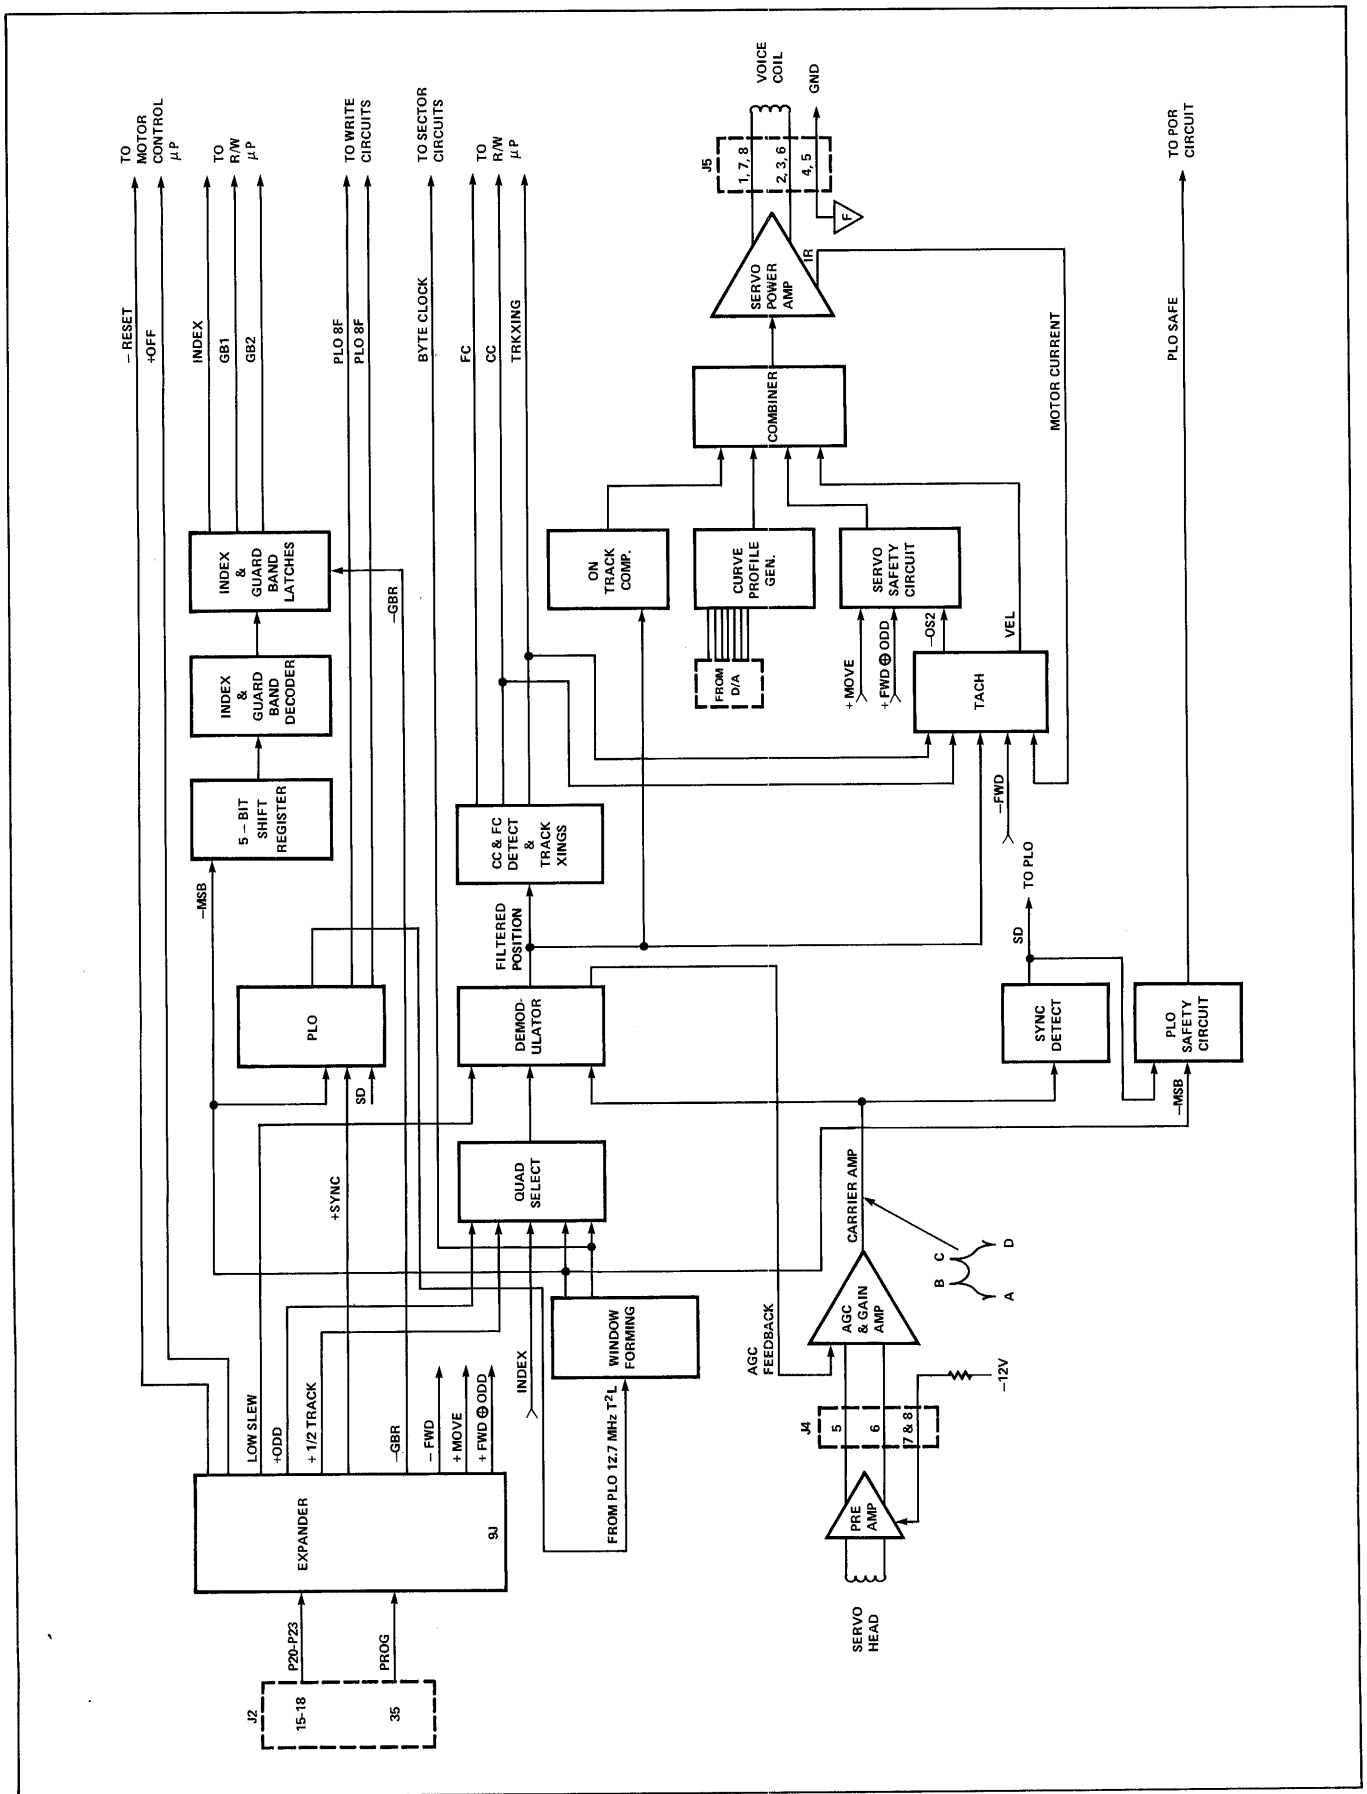 J2
15-18
35
P20-P23
PROG
EXPANDER
9J
LOW SLEW
+ODD
+ 1/2 TRACK
+SYNC
–GBR
– FWD
+ MOVE
+ FWD ⊕ ODD
INDEX
FROM PLO 12.7 MHz T²L
WINDOW
FORMING
QUAD
SELECT
SD
PLO
–MSB
5 – BIT
SHIFT
REGISTER
INDEX
&
GUARD
BAND
DECODER
INDEX
&
GUARD
BAND
LATCHES
–GBR
– RESET
+OFF
TO
MOTOR
CONTROL
μP
INDEX
GB1
GB2
TO
R/W
μP
PLO 8F
PLO 8F
TO WRITE
CIRCUITS
BYTE CLOCK
TO SECTOR
CIRCUITS
DEMOD-
ULATOR
FILTERED
POSITION
CC & FC
DETECT
&
TRACK
XINGS
FC
CC
TRKXING
TO
R/W
μP
ON
TRACK
COMP.
FROM
D/A
CURVE
PROFILE
GEN.
+ MOVE
+ FWD ⊕ ODD
–OS2
SERVO
SAFETY
CIRCUIT
–FWD
TACH
VEL
MOTOR CURRENT
COMBINER
SERVO
POWER
AMP
IR
J5
1, 7, 8
2, 3, 6
4, 5
F
VOICE
COIL
GND
SERVO
HEAD
PRE
AMP
J4
5
6
7 & 8
–12V
AGC
FEEDBACK
AGC
& GAIN
AMP
CARRIER AMP
A
B
C
D
SYNC
DETECT
SD
TO PLO
–MSB
PLO
SAFETY
CIRCUIT
PLO SAFE
TO POR
CIRCUIT